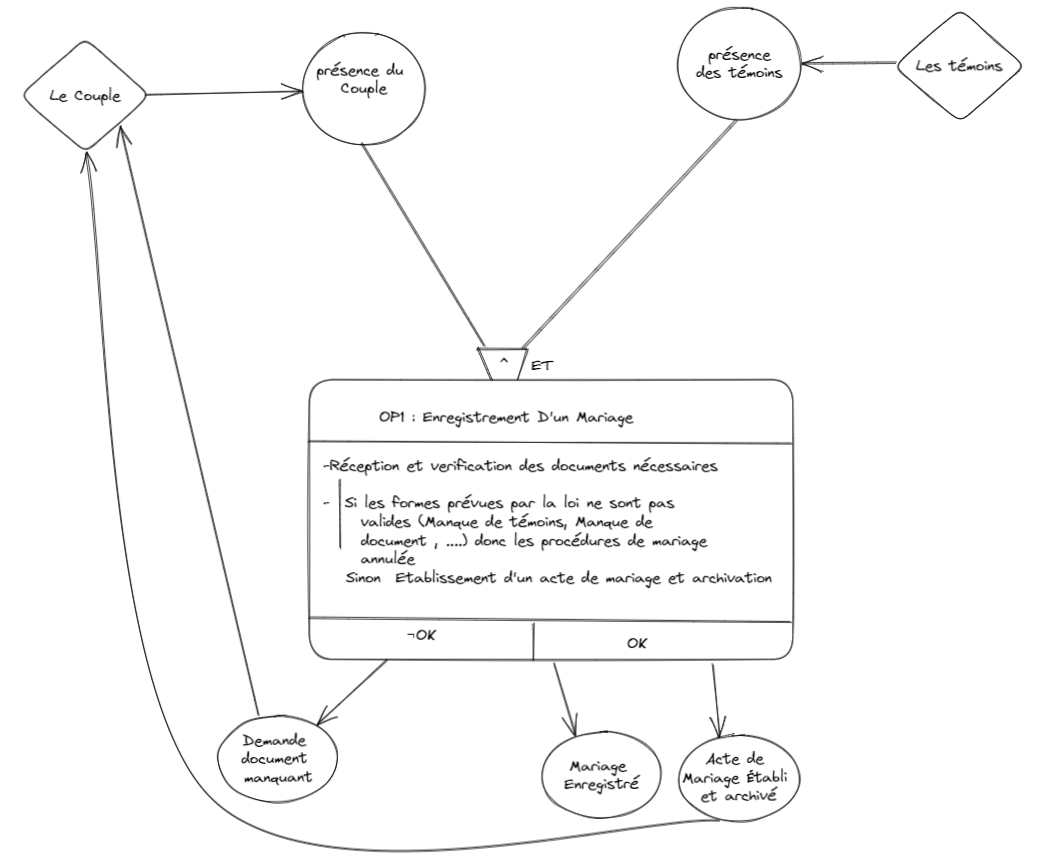 Le Couple
présence du
Couple
présence
des témoins
Les témoins
^
ET
OP1 : Enregistrement D'un Mariage
-Réception et verification des documents nécessaires
- Si les formes prévues par la loi ne sont pas
valides (Manque de témoins, Manque de
document , ....) donc les procédures de mariage
annulée
Sinon Etablissement d'un acte de mariage et archivation
¬OK
OK
Demande
document
manquant
Mariage
Enregistré
Acte de
Mariage Établi
et archivé